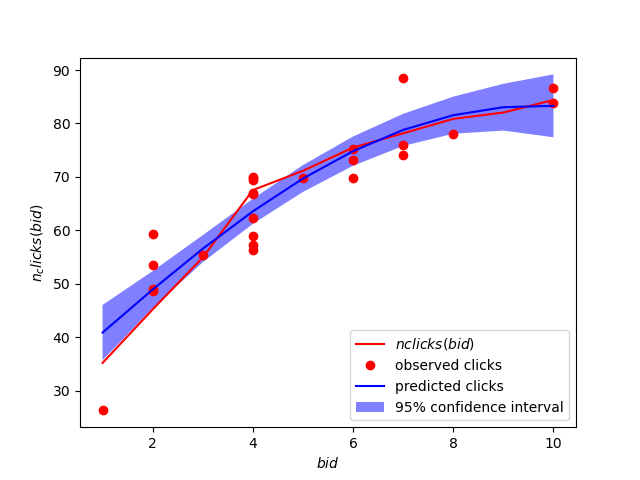 90
80
70
60
50
40
30
n_clicks(bid)
2
4
6
8
10
bid
nclicks(bid)
observed clicks
predicted clicks
95% confidence interval